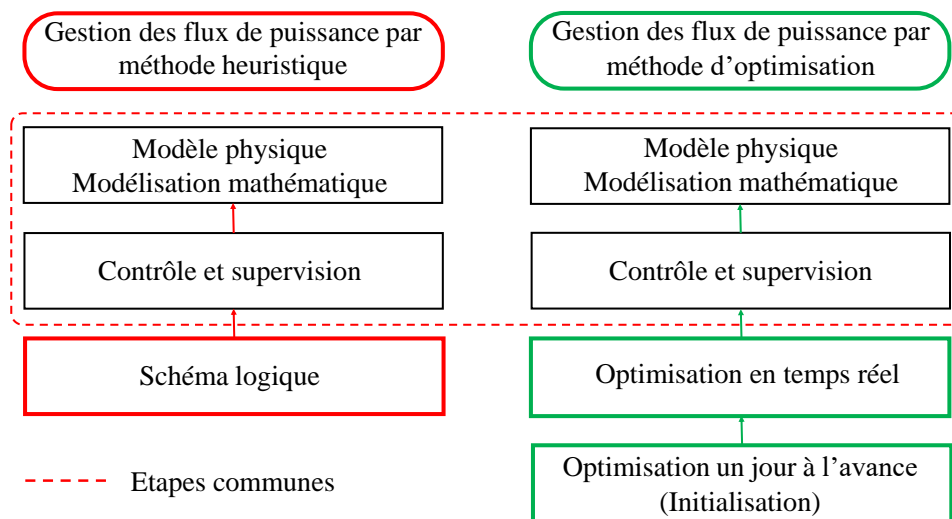 Gestion des flux de puissance par
méthode heuristique
Gestion des flux de puissance par
méthode d’optimisation
Modèle physique
Modélisation mathématique
Modèle physique
Modélisation mathématique
Contrôle et supervision
Contrôle et supervision
Schéma logique
Optimisation en temps réel
Etapes communes
Optimisation un jour à l’avance
(Initialisation)